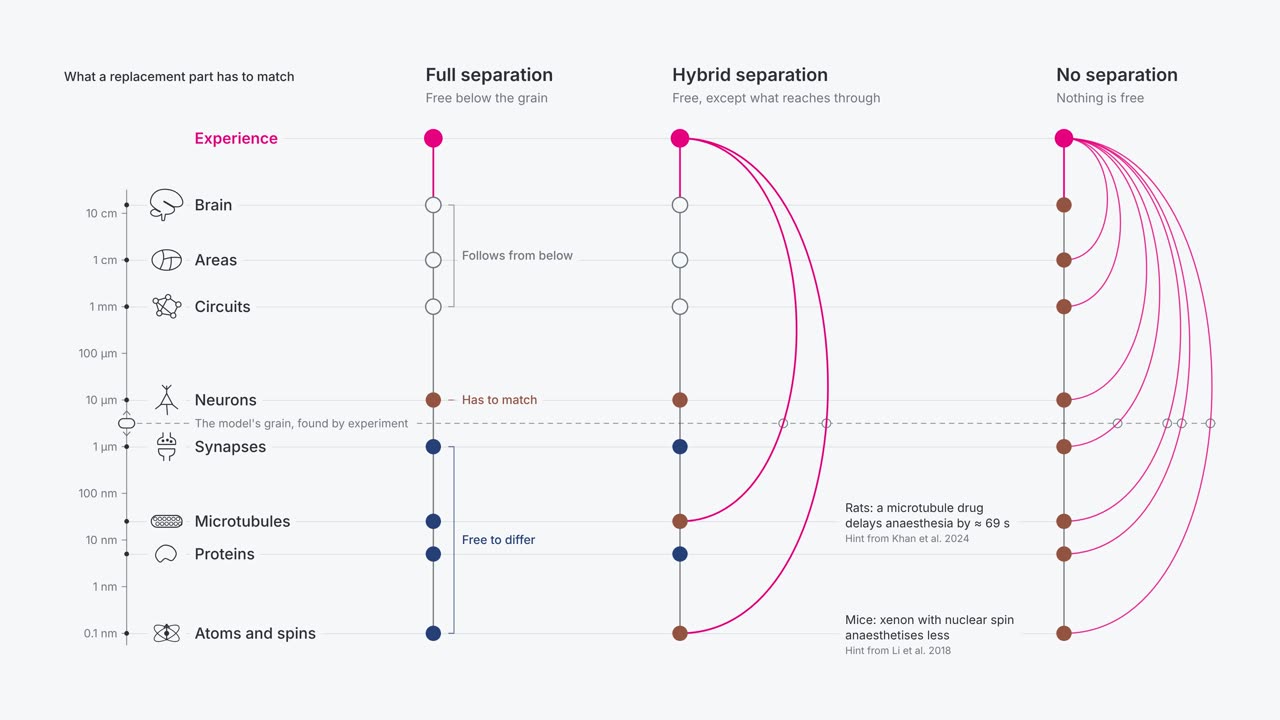 What a replacement part has to match
Full separation
Free below the grain
Hybrid separation
Free, except what reaches through
No separation
Nothing is free
Experience
Brain
10 cm
Follows from below
1 cm
Areas
1 mm
Circuits
100 µm
10 µm
Neurons
Has to match
The model's grain, found by experiment
1 µm
Synapses
100 nm
Microtubules
Rats: a microtubule drug
delays anaesthesia by ≈ 69 s
Hint from Khan et al. 2024
10 nm
Free to differ
Proteins
1 nm
0.1 nm
Atoms and spins
Mice: xenon with nuclear spin
anaesthetises less
Hint from Li et al. 2018